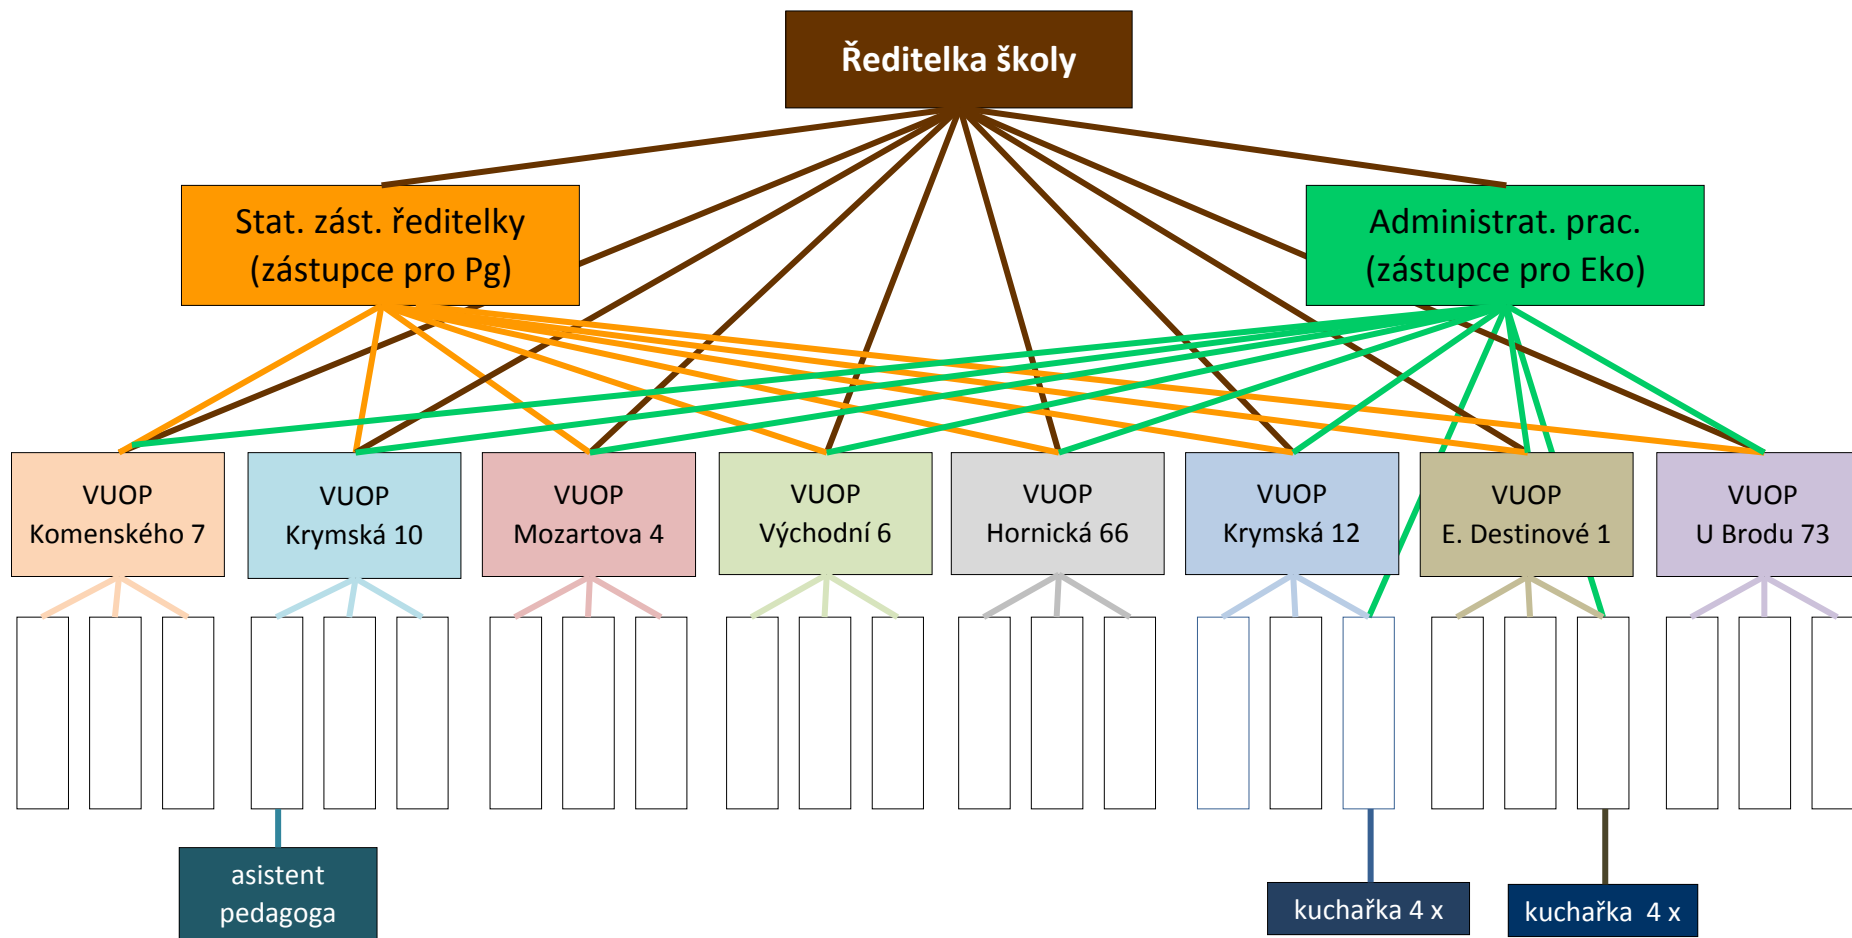 Ředitelka školy
Stat. zást. ředitelky
(zástupce pro Pg)
Administrat. prac.
(zástupce pro Eko)
VUOP
Komenského 7
VUOP
Krymská 10
VUOP
Mozartova 4
VUOP
Východní 6
VUOP
Hornická 66
VUOP
Krymská 12
VUOP
E. Destinové 1
VUOP
U Brodu 73
asistent
pedagoga
kuchařka 4 x
kuchařka 4 x